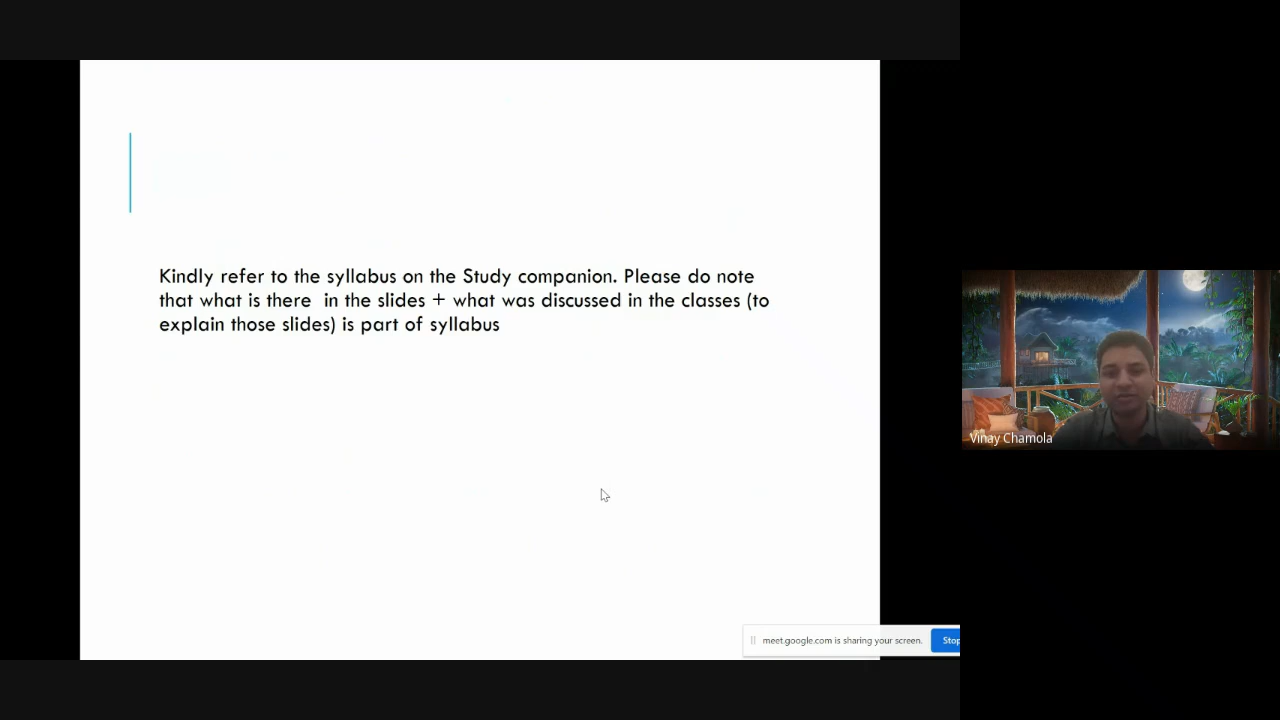 Kindly refer to the syllabus on the Study companion. Please do note
that what is there  in the slides + what was discussed in the classes (to
explain those slides) is part of syllabus
Vinay Chamola
meet.google.com is sharing your screen.
Stop